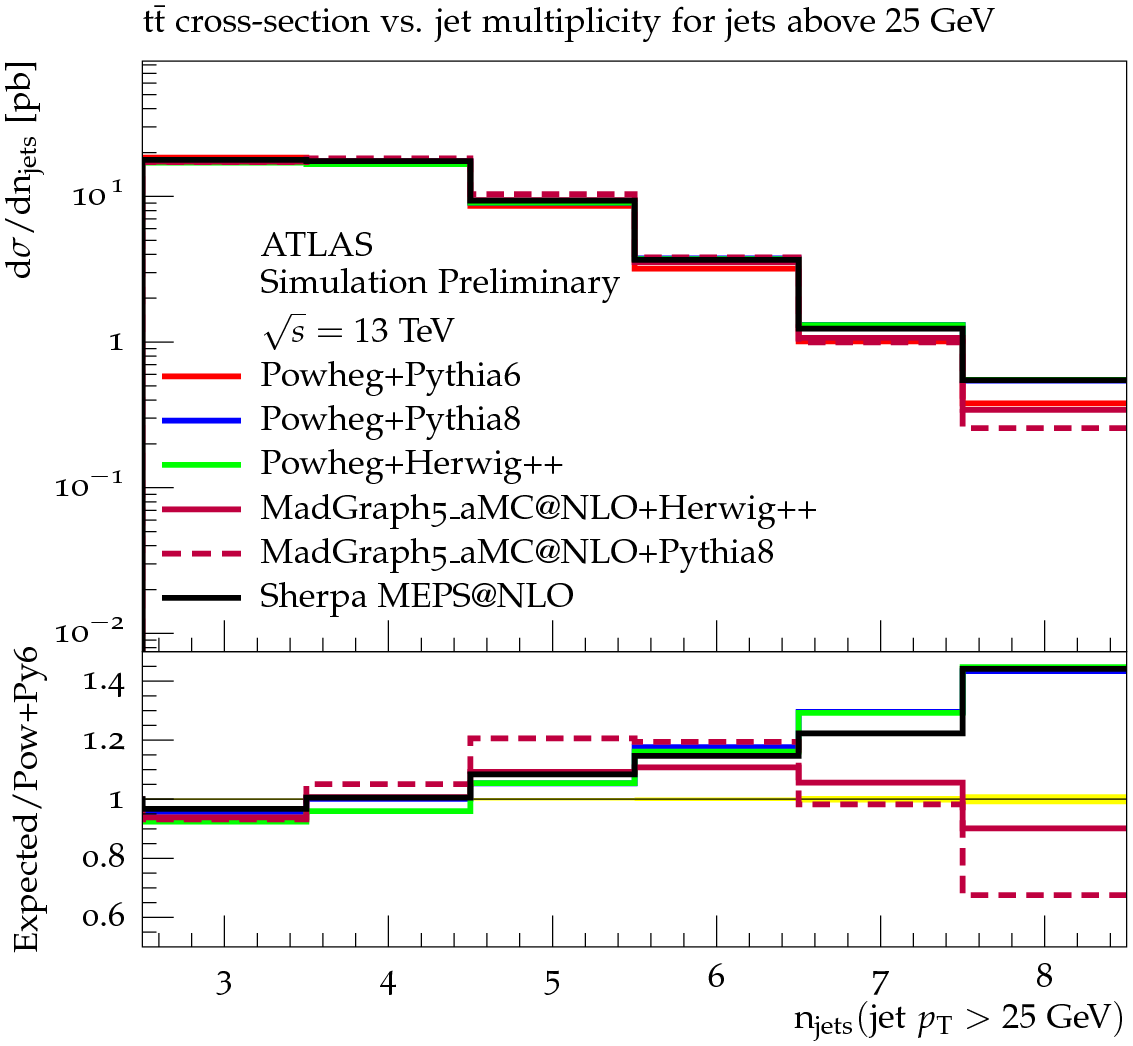 tt̄ cross-section vs. jet multiplicity for jets above 25 GeV
dσ/dn_jets [pb]
10^1
1
10^−1
10^−2
ATLAS
Simulation Preliminary
√s = 13 TeV
Powheg+Pythia6
Powheg+Pythia8
Powheg+Herwig++
MadGraph5_aMC@NLO+Herwig++
MadGraph5_aMC@NLO+Pythia8
Sherpa MEPS@NLO
Expected/Pow+Py6
1.4
1.2
1
0.8
0.6
3 4 5 6 7 8
n_jets(jet p_T > 25 GeV)